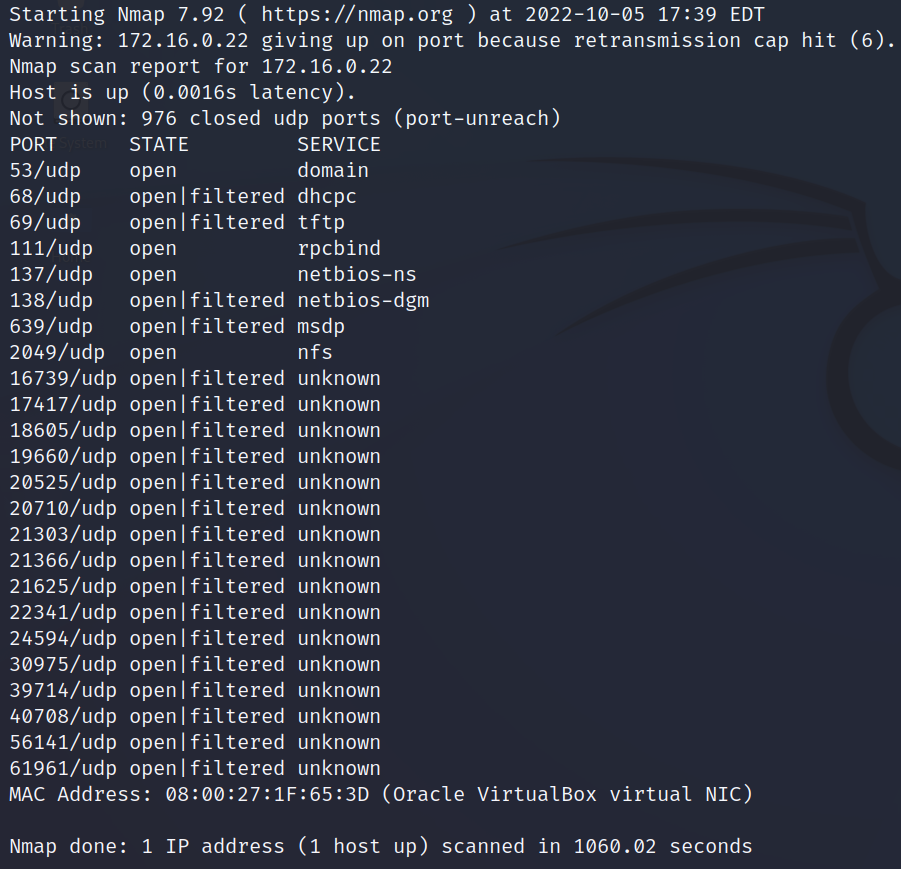 Starting Nmap 7.92 ( https://nmap.org ) at 2022-10-05 17:39 EDT
Warning: 172.16.0.22 giving up on port because retransmission cap hit (6).
Nmap scan report for 172.16.0.22
Host is up (0.0016s latency).
Not shown: 976 closed udp ports (port-unreach)
PORT      STATE         SERVICE
53/udp    open          domain
68/udp    open|filtered dhcpc
69/udp    open|filtered tftp
111/udp   open          rpcbind
137/udp   open          netbios-ns
138/udp   open|filtered netbios-dgm
639/udp   open|filtered msdp
2049/udp  open          nfs
16739/udp open|filtered unknown
17417/udp open|filtered unknown
18605/udp open|filtered unknown
19660/udp open|filtered unknown
20525/udp open|filtered unknown
20710/udp open|filtered unknown
21303/udp open|filtered unknown
21366/udp open|filtered unknown
21625/udp open|filtered unknown
22341/udp open|filtered unknown
24594/udp open|filtered unknown
30975/udp open|filtered unknown
39714/udp open|filtered unknown
40708/udp open|filtered unknown
56141/udp open|filtered unknown
61961/udp open|filtered unknown
MAC Address: 08:00:27:1F:65:3D (Oracle VirtualBox virtual NIC)
Nmap done: 1 IP address (1 host up) scanned in 1060.02 seconds